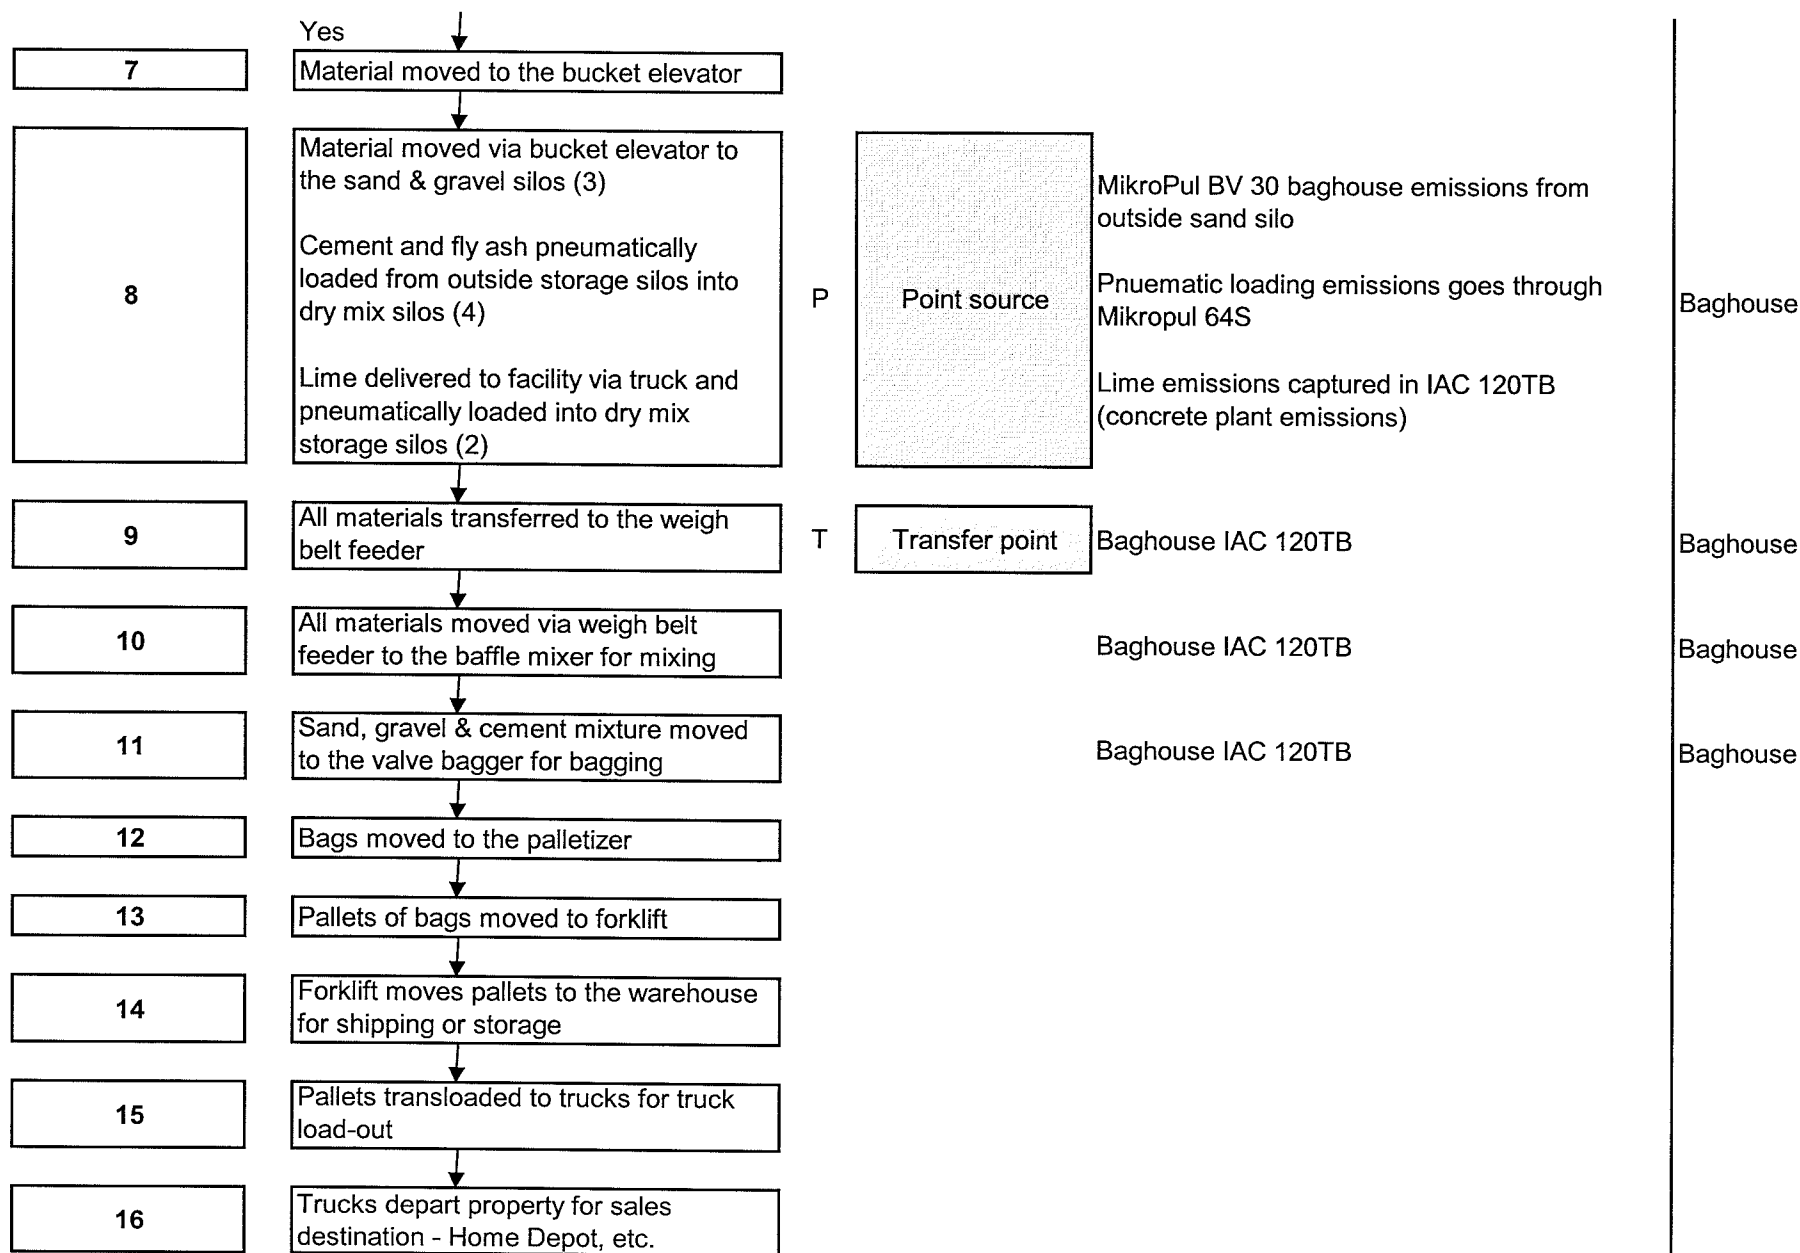 Yes
7
Material moved to the bucket elevator
8
Material moved via bucket elevator to
the sand & gravel silos (3)
Cement and fly ash pneumatically
loaded from outside storage silos into
dry mix silos (4)
Lime delivered to facility via truck and
pneumatically loaded into dry mix
storage silos (2)
P
Point source
MikroPul BV 30 baghouse emissions from
outside sand silo
Pnuematic loading emissions goes through
Mikropul 64S
Lime emissions captured in IAC 120TB
(concrete plant emissions)
Baghouse
9
All materials transferred to the weigh
belt feeder
T
Transfer point
Baghouse IAC 120TB
Baghouse
10
All materials moved via weigh belt
feeder to the baffle mixer for mixing
Baghouse IAC 120TB
Baghouse
11
Sand, gravel & cement mixture moved
to the valve bagger for bagging
Baghouse IAC 120TB
Baghouse
12
Bags moved to the palletizer
13
Pallets of bags moved to forklift
14
Forklift moves pallets to the warehouse
for shipping or storage
15
Pallets transloaded to trucks for truck
load-out
16
Trucks depart property for sales
destination - Home Depot, etc.